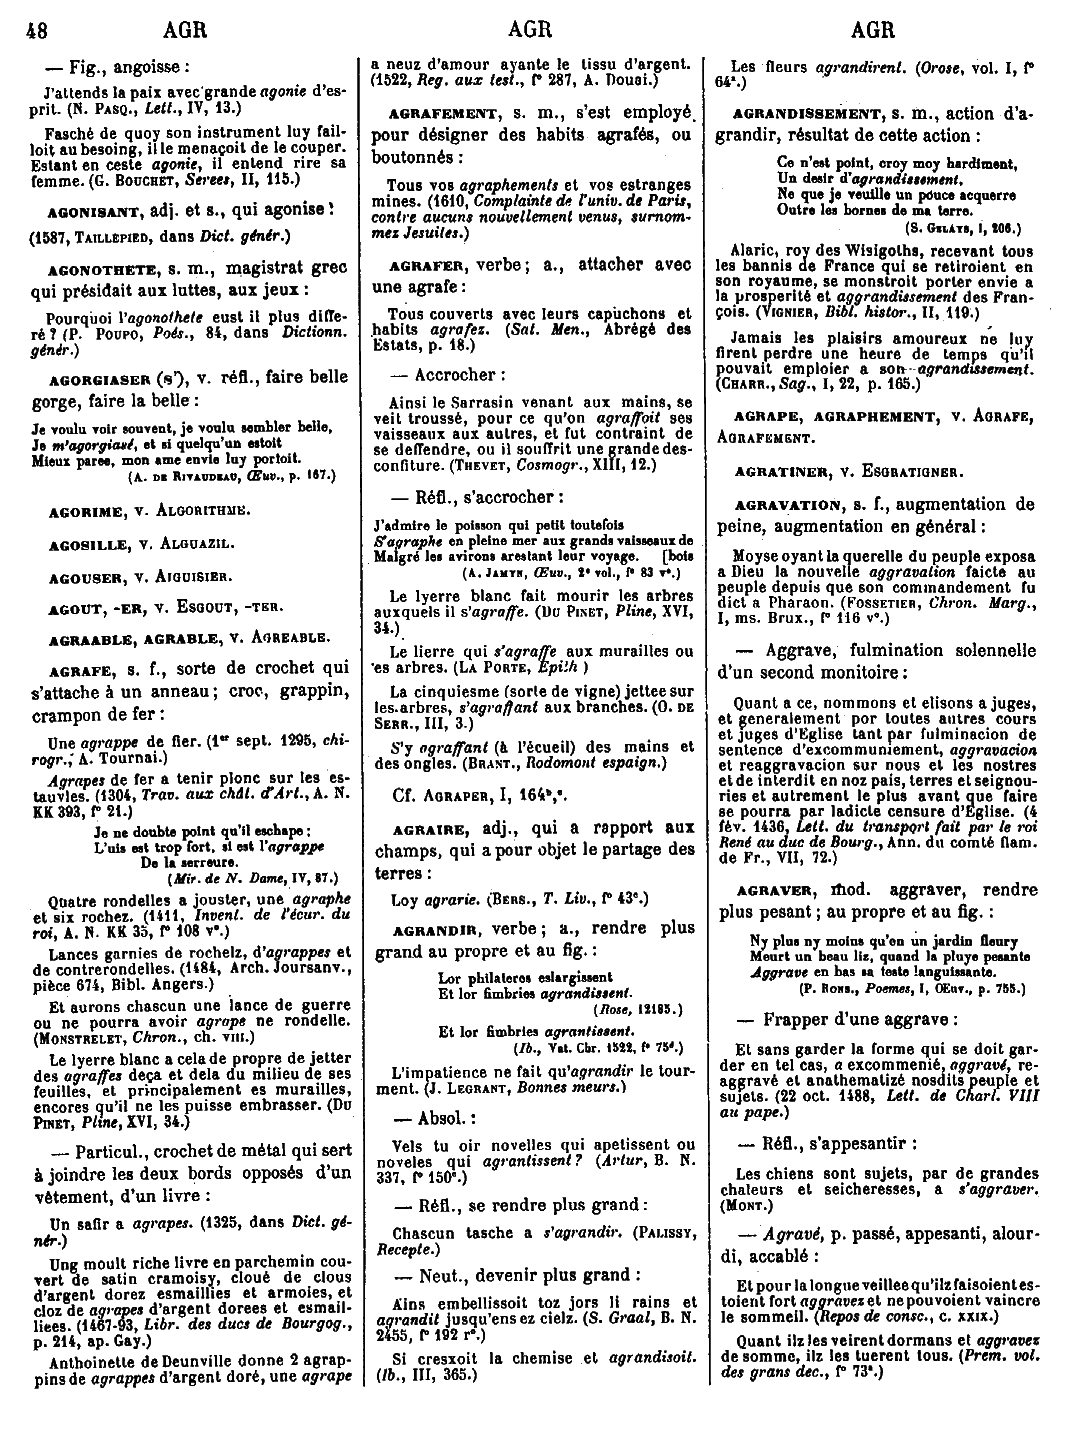 48 AGR AGR AGR
— Fig., angoisse :
J'attends la paix avec grande agonie d'es-
prit. (N. PASQ., Lett., IV, 13.)
Fasché de quoy son instrument luy fail-
loit au besoing, il le menaçoit de le couper.
Estant en ceste agonie, il entend rire sa
femme. (G. BOUCHET, Serees, II, 115.)
AGONISANT, adj. et s., qui agonise :
(1587, TAILLEPIED, dans Dict. génér.)
AGONOTHETE, s. m., magistrat grec
qui présidait aux luttes, aux jeux :
Pourquoi l'agonothete eust il plus diffe-
ré ? (P. POUPO, Poés., 84, dans Dictionn.
génér.)
AGORGIASER (s'), v. réfl., faire belle
gorge, faire la belle :
Je voulu voir souvent, je voulu sembler belle,
Je m'agorgiasé, et si quelqu'un estoit
Mieux paree, mon ame envie luy portoit.
(A. DE RIVAUDEAU, Œuv., p. 167.)
AGORIME, v. ALGORITHME.
AGOSILLE, v. ALGUAZIL.
AGOUSER, v. AIGUISIER.
AGOUT, -ER, v. ESGOUT, -TER.
AGRAABLE, AGRABLE, v. AGREABLE.
AGRAFE, s. f., sorte de crochet qui
s'attache à un anneau ; croc, grappin,
crampon de fer :
Une agrappe de fier. (1er sept. 1295, chi-
rogr., A. Tournai.)
Agrapes de fer a tenir plonc sur les es-
tauvles. (1304, Trav. aux chât. d'Art., A. N.
KK 393, f° 21.)
Je ne doubte point qu'il eschape ;
L'uis est trop fort, si est l'agrappe
De la serreure.
(Mir. de N. Dame, IV, 87.)
Quatre rondelles a jouster, une agraphe
et six rochez. (1411, Invent. de l'écur. du
roi, A. N. KK 35, f° 108 v°.)
Lances garnies de rochelz, d'agrappes et
de contrerondelles. (1484, Arch. Joursanv.,
pièce 674, Bibl. Angers.)
Et aurons chascun une lance de guerre
ou ne pourra avoir agrape ne rondelle.
(MONSTRELET, Chron., ch. VIII.)
Le lyerre blanc a cela de propre de jetter
des agraffes deça et dela du milieu de ses
feuilles, et principalement es murailles,
encores qu'il ne les puisse embrasser. (DU
PINET, Pline, XVI, 34.)
— Particul., crochet de métal qui sert
à joindre les deux bords opposés d'un
vêtement, d'un livre :
Un safir a agrapes. (1325, dans Dict. gé-
nér.)
Ung moult riche livre en parchemin cou-
vert de satin cramoisy, cloué de clous
d'argent dorez esmaillies et armoies, et
cloz de agrapes d'argent dorees et esmail-
liees. (1467-93, Libr. des ducs de Bourgog.,
p. 214, ap. Gay.)
Anthoinette de Deunville donne 2 agrap-
pins de agrappes d'argent doré, une agrape
a neuz d'amour ayante le tissu d'argent.
(1522, Reg. aux test., f° 287, A. Douai.)
AGRAFEMENT, s. m., s'est employé
pour désigner des habits agrafés, ou
boutonnés :
Tous vos agraphements et vos estranges
mines. (1610, Complainte de l'univ. de Paris,
contre aucuns nouvellement venus, surnom-
mez Jesuites.)
AGRAFER, verbe ; a., attacher avec
une agrafe :
Tous couverts avec leurs capuchons et
habits agrafez. (Sat. Men., Abrégé des
Estats, p. 18.)
— Accrocher :
Ainsi le Sarrasin venant aux mains, se
veit troussé, pour ce qu'on agraffoit ses
vaisseaux aux autres, et fut contraint de
se deffendre, ou il souffrit une grande des-
confiture. (THEVET, Cosmogr., XIII, 12.)
— Réfl., s'accrocher :
J'admire le poisson qui petit toutefois
S'agraphe en pleine mer aux grands vaisseaux de
Malgré les avirons arestant leur voyage. [bois
(A. JAMYN, Œuv., 2e vol., f° 83 v°.)
Le lyerre blanc fait mourir les arbres
auxquels il s'agraffe. (DU PINET, Pline, XVI,
34.)
Le lierre qui s'agraffe aux murailles ou
es arbres. (LA PORTE, Epith )
La cinquiesme (sorte de vigne) jettee sur
les arbres, s'agraffant aux branches. (O. DE
SERR., III, 3.)
S'y agraffant (à l'écueil) des mains et
des ongles. (BRANT., Rodomont espaign.)
Cf. AGRAPER, I, 164b,c.
AGRAIRE, adj., qui a rapport aux
champs, qui a pour objet le partage des
terres :
Loy agrarie. (BERS., T. Liv., f° 43c.)
AGRANDIR, verbe ; a., rendre plus
grand au propre et au fig. :
Lor philateres eslargissent
Et lor fimbries agrandissent.
(Rose, 12185.)
Et lor fimbries agrantissent.
(Ib., Vat. Chr. 1522, f° 75d.)
L'impatience ne fait qu'agrandir le tour-
ment. (J. LEGRANT, Bonnes meurs.)
— Absol. :
Vels tu oir novelles qui apetissent ou
noveles qui agrantissent ? (Artur, B. N.
337, f° 150c.)
— Réfl., se rendre plus grand :
Chascun tasche a s'agrandir. (PALISSY,
Recepte.)
— Neut., devenir plus grand :
Ains embellissoit toz jors li rains et
agrandit jusqu'ens ez cielz. (S. Graal, B. N.
2455, f° 192 r°.)
Si cresxoit la chemise et agrandisoit.
(Ib., III, 365.)
Les fleurs agrandirent. (Orose, vol. I, f°
64a.)
AGRANDISSEMENT, s. m., action d'a-
grandir, résultat de cette action :
Ce n'est point, croy moy hardiment,
Un desir d'agrandissement,
Ne que je veuille un pouce acquerre
Outre les bornes de ma terre.
(S. GELAYS, I, 206.)
Alaric, roy des Wisigoths, recevant tous
les bannis de France qui se retiroient en
son royaume, se monstroit porter envie a
la prosperité et aggrandissement des Fran-
çois. (VIGNIER, Bibl. histor., II, 119.)
Jamais les plaisirs amoureux ne luy
firent perdre une heure de temps qu'il
pouvait emploier a son agrandissement.
(CHARR., Sag., I, 22, p. 165.)
AGRAPE, AGRAPHEMENT, v. AGRAFE,
AGRAFEMENT.
AGRATINER, v. ESGRATIGNER.
AGRAVATION, s. f., augmentation de
peine, augmentation en général :
Moyse oyant la querelle du peuple exposa
a Dieu la nouvelle aggravation faicte au
peuple depuis que son commandement fu
dict a Pharaon. (FOSSETIER, Chron. Marg.,
I, ms. Brux., f° 116 v°.)
— Aggrave, fulmination solennelle
d'un second monitoire :
Quant a ce, nommons et elisons a juges,
et generalement por toutes autres cours
et juges d'Eglise tant par fulminacion de
sentence d'excommuniement, aggravacion
et reaggravacion sur nous et les nostres
et de interdit en noz pais, terres et seignou-
ries et autrement le plus avant que faire
se pourra par ladicte censure d'Eglise. (4
fév. 1436, Lett. du transport fait par le roi
René au duc de Bourg., Ann. du comté flam.
de Fr., VII, 72.)
AGRAVER, mod. aggraver, rendre
plus pesant ; au propre et au fig. :
Ny plus ny moins qu'en un jardin fleury
Meurt un beau liz, quand la pluye pesante
Aggrave en bas sa teste languissante.
(P. RONS., Poemes, I, Œuv., p. 755.)
— Frapper d'une aggrave :
Et sans garder la forme qui se doit gar-
der en tel cas, a excommenié, aggravé, re-
aggravé et anathematizé nosdits peuple et
sujets. (22 oct. 1488, Lett. de Charl. VIII
au pape.)
— Réfl., s'appesantir :
Les chiens sont sujets, par de grandes
chaleurs et seicheresses, a s'aggraver.
(MONT.)
— Agravé, p. passé, appesanti, alour-
di, accablé :
Et pour la longue veillee qu'ilz faisoient es-
toient fort aggravez et ne pouvoient vaincre
le sommeil. (Repos de consc., c. XXIX.)
Quant ilz les veirent dormans et aggravez
de somme, ilz les tuerent tous. (Prem. vol.
des grans dec., f° 73a.)